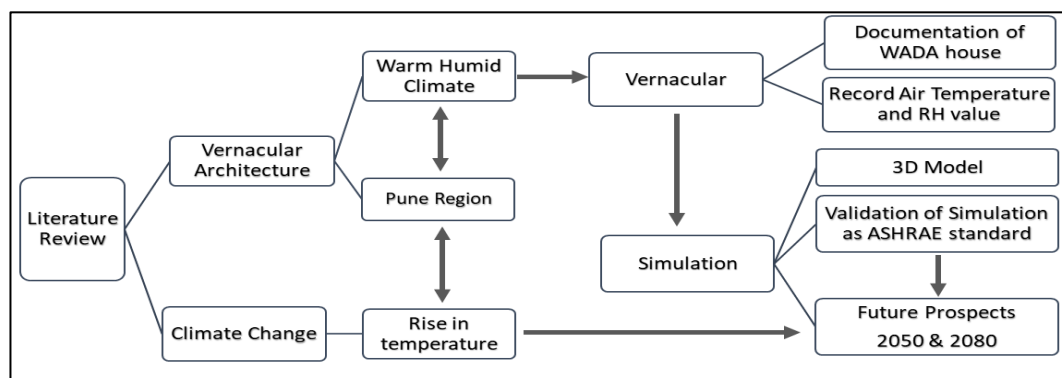 Literature
Review
Vernacular
Architecture
Climate Change
Warm Humid
Climate
Pune Region
Rise in
temperature
Vernacular
Simulation
Documentation of
WADA house
Record Air Temperature
and RH value
3D Model
Validation of Simulation
as ASHRAE standard
Future Prospects
2050 & 2080